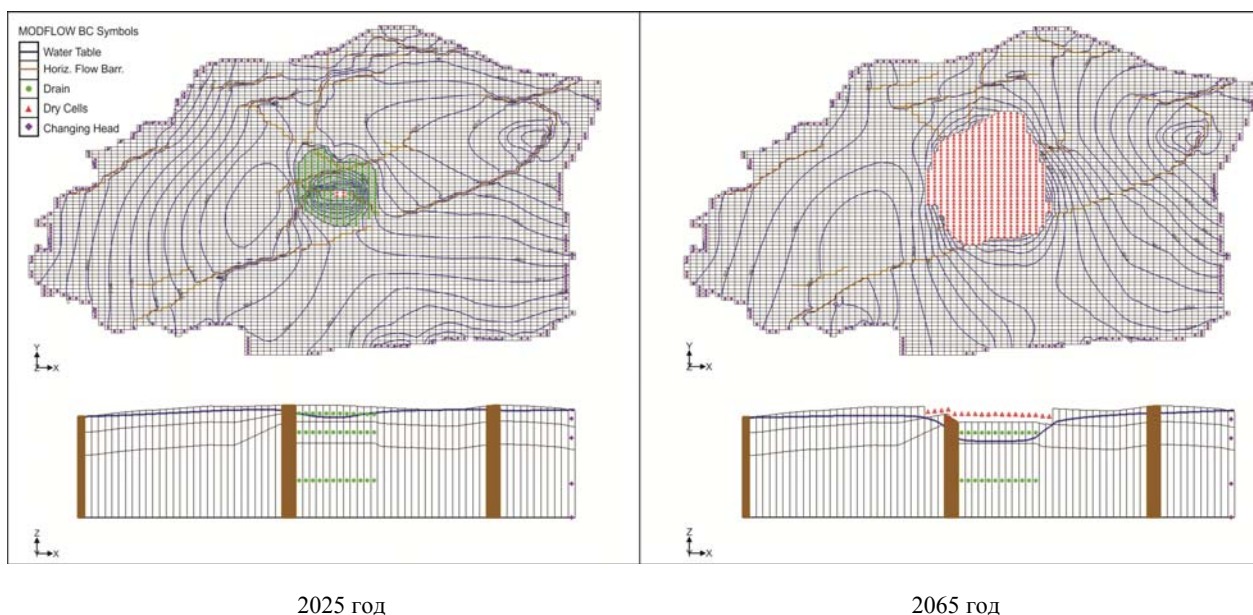 MODFLOW BC Symbols
Water Table
Horiz. Flow Barr.
Drain
Dry Cells
Changing Head
Y
Z X
Y
Z X
Z
Y X
Z
Y X
2025 год
2065 год